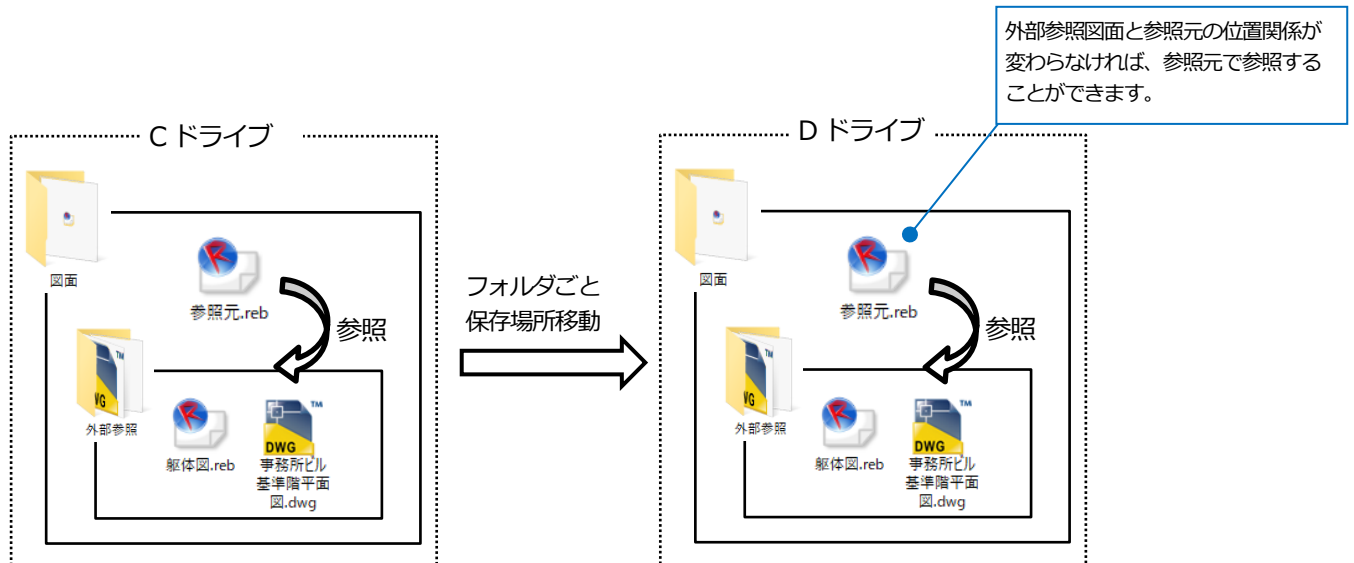 外部参照図面と参照元の位置関係が
変わらなければ、参照元で参照する
ことができます。
C ドライブ
図面
参照元.reb
参照
外部参照
躯体図.reb
DWG
TM
事務所ビル
基準階平面
図.dwg
フォルダごと
保存場所移動
D ドライブ
図面
参照元.reb
参照
外部参照
躯体図.reb
DWG
TM
事務所ビル
基準階平面
図.dwg